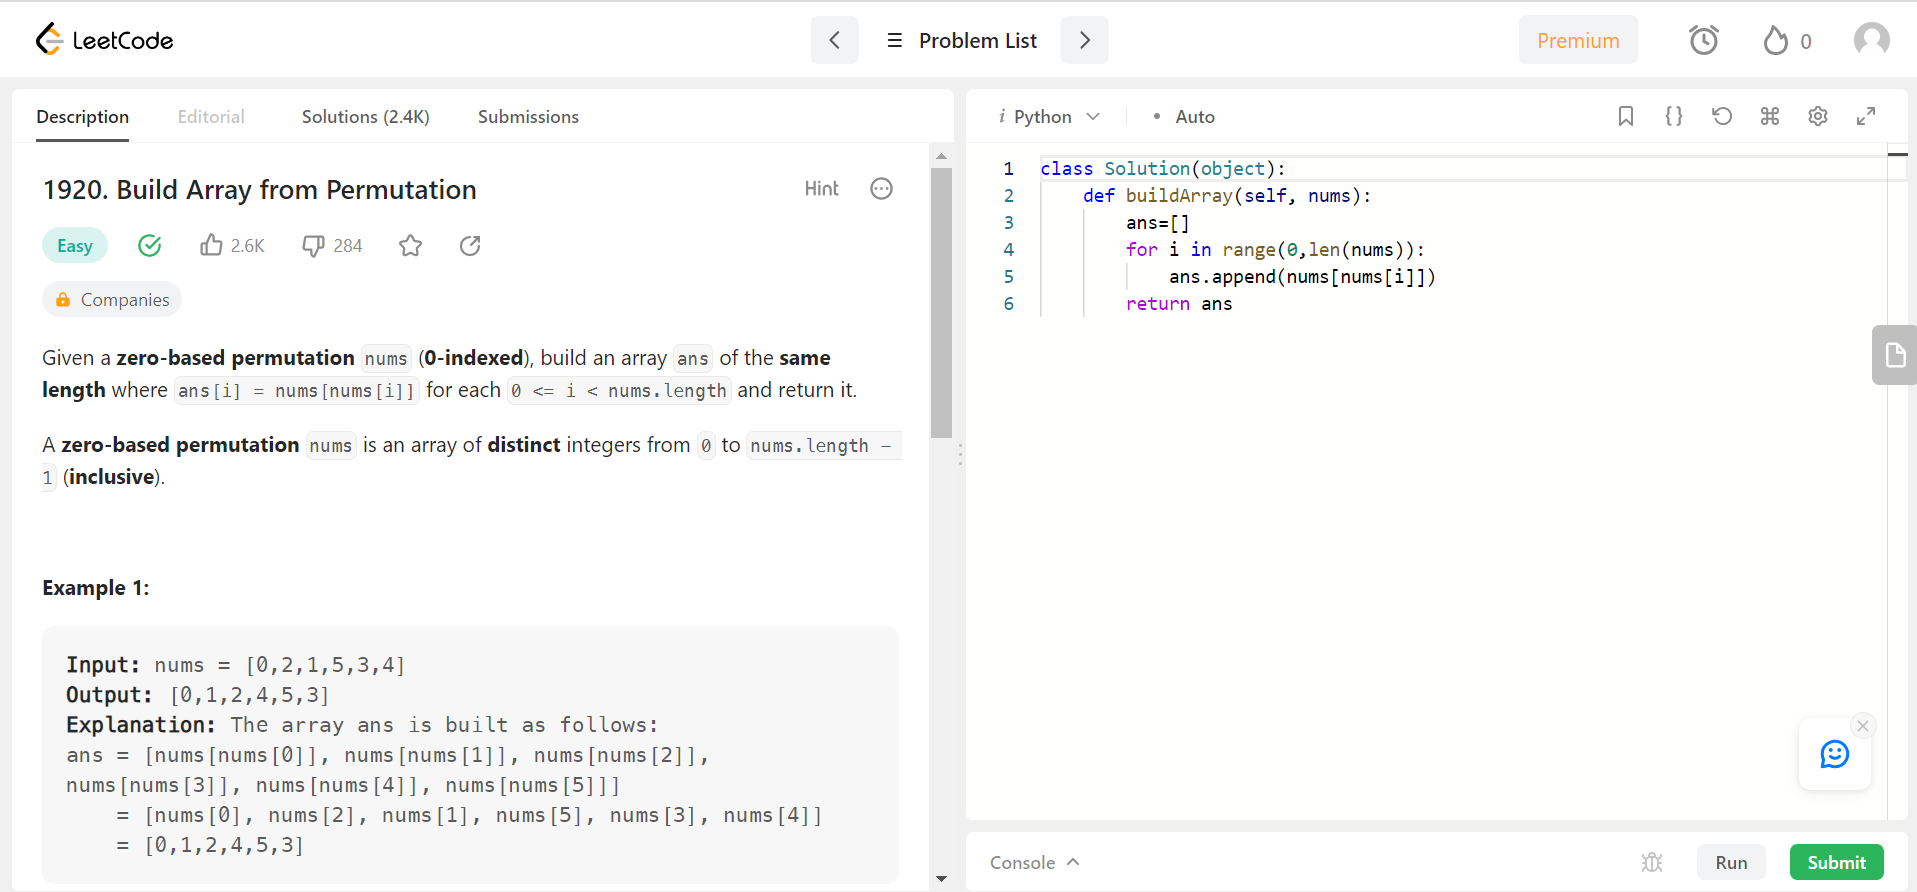 LeetCode
Problem List
Premium
0
Description Editorial Solutions (2.4K) Submissions
1920. Build Array from Permutation
Hint
Easy 2.6K 284
Companies
Given a zero-based permutation nums (0-indexed), build an array ans of the same
length where ans[i] = nums[nums[i]] for each 0 <= i < nums.length and return it.
A zero-based permutation nums is an array of distinct integers from 0 to nums.length -
1 (inclusive).
Example 1:
Input: nums = [0,2,1,5,3,4]
Output: [0,1,2,4,5,3]
Explanation: The array ans is built as follows:
ans = [nums[nums[0]], nums[nums[1]], nums[nums[2]],
nums[nums[3]], nums[nums[4]], nums[nums[5]]]
= [nums[0], nums[2], nums[1], nums[5], nums[3], nums[4]]
= [0,1,2,4,5,3]
i Python • Auto
1 class Solution(object):
2     def buildArray(self, nums):
3         ans=[]
4         for i in range(0,len(nums)):
5             ans.append(nums[nums[i]])
6         return ans
Console
Run
Submit